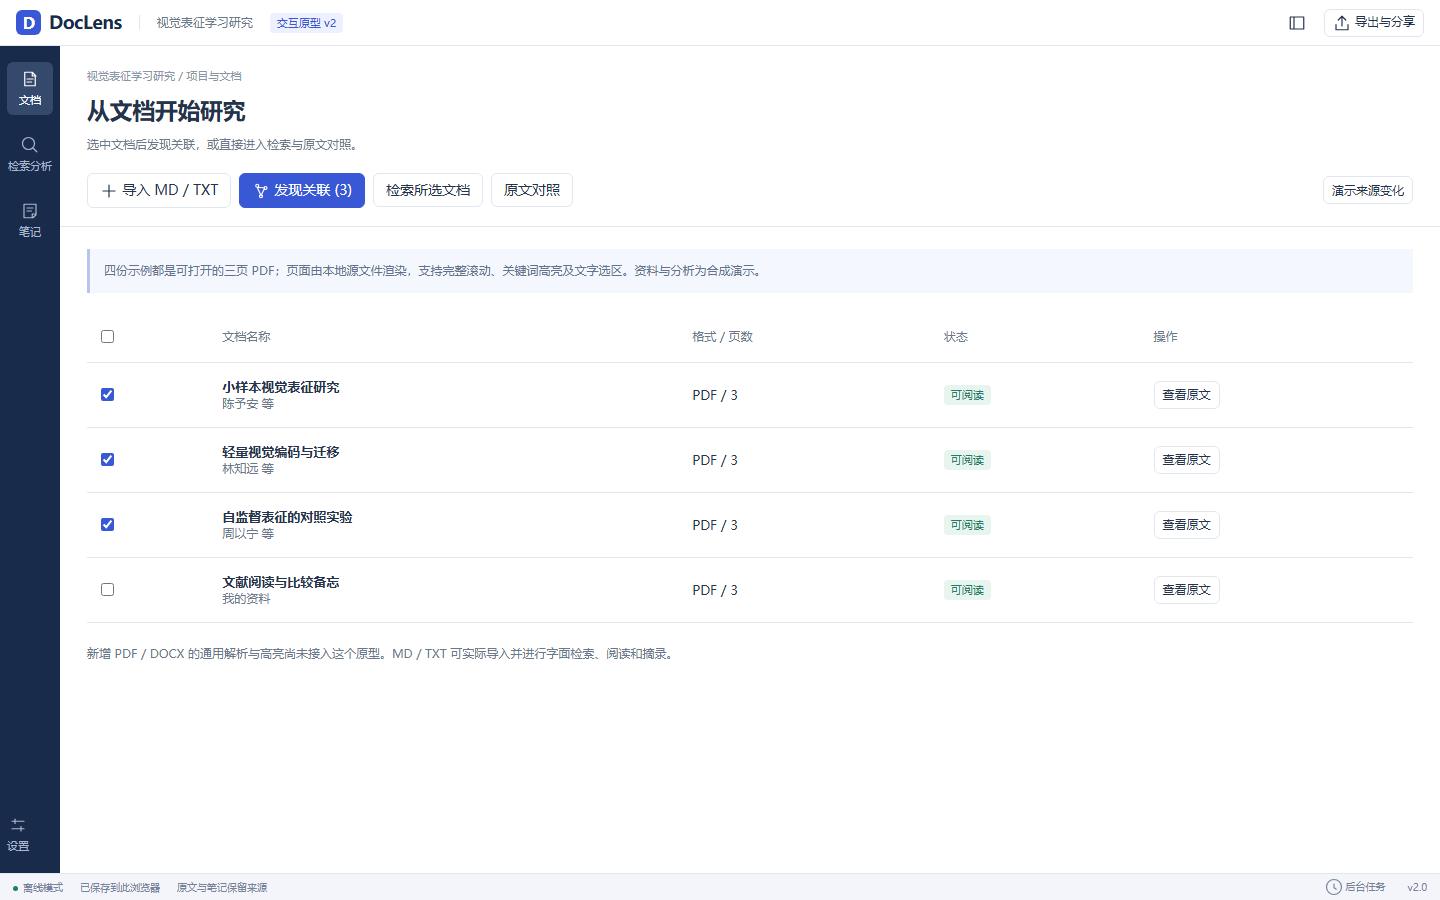 D DocLens 视觉表征学习研究 交互原型 v2 导出与分享
文档
检索分析
笔记
设置
视觉表征学习研究 / 项目与文档
从文档开始研究
选中文档后发现关联，或直接进入检索与原文对照。
导入 MD / TXT 发现关联 (3) 检索所选文档 原文对照 演示来源变化
四份示例都是可打开的三页 PDF；页面由本地源文件渲染，支持完整滚动、关键词高亮及文字选区。资料与分析为合成演示。
文档名称 格式 / 页数 状态 操作
小样本视觉表征研究
陈予安 等
PDF / 3 可阅读 查看原文
轻量视觉编码与迁移
林知远 等
PDF / 3 可阅读 查看原文
自监督表征的对照实验
周以宁 等
PDF / 3 可阅读 查看原文
文献阅读与比较备忘
我的资料
PDF / 3 可阅读 查看原文
新增 PDF / DOCX 的通用解析与高亮尚未接入这个原型。MD / TXT 可实际导入并进行字面检索、阅读和摘录。
离线模式 已保存到此浏览器 原文与笔记保留来源 后台任务 v2.0